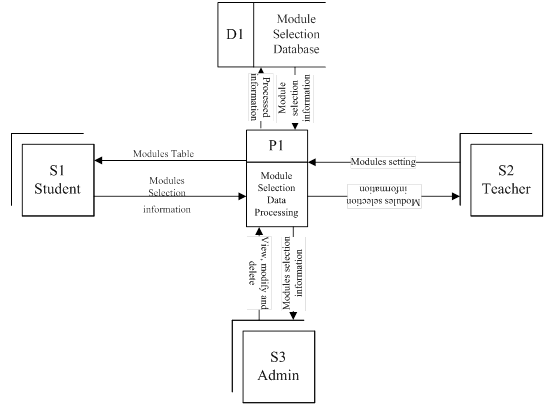 D1
Module
Selection
Database
Processed
information
Module
selection
information
P1
Module
Selection
Data
Processing
Modules Table
Modules
Selection
information
S1
Student
Modules setting
Modules selection
information
S2
Teacher
View, modify and
delete
Modules selection
information
S3
Admin